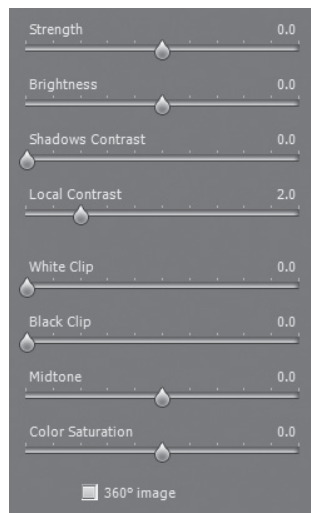 Strength 0.0
Brightness 0.0
Shadows Contrast 0.0
Local Contrast 2.0
White Clip 0.0
Black Clip 0.0
Midtone 0.0
Color Saturation 0.0
360° image